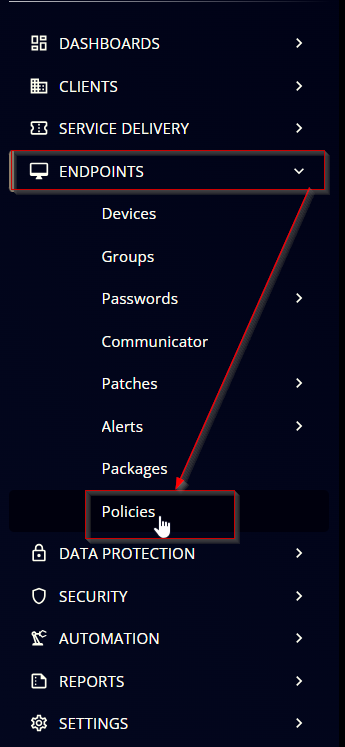 DASHBOARDS
CLIENTS
SERVICE DELIVERY
ENDPOINTS
Devices
Groups
Passwords
Communicator
Patches
Alerts
Packages
Policies
DATA PROTECTION
SECURITY
AUTOMATION
REPORTS
SETTINGS